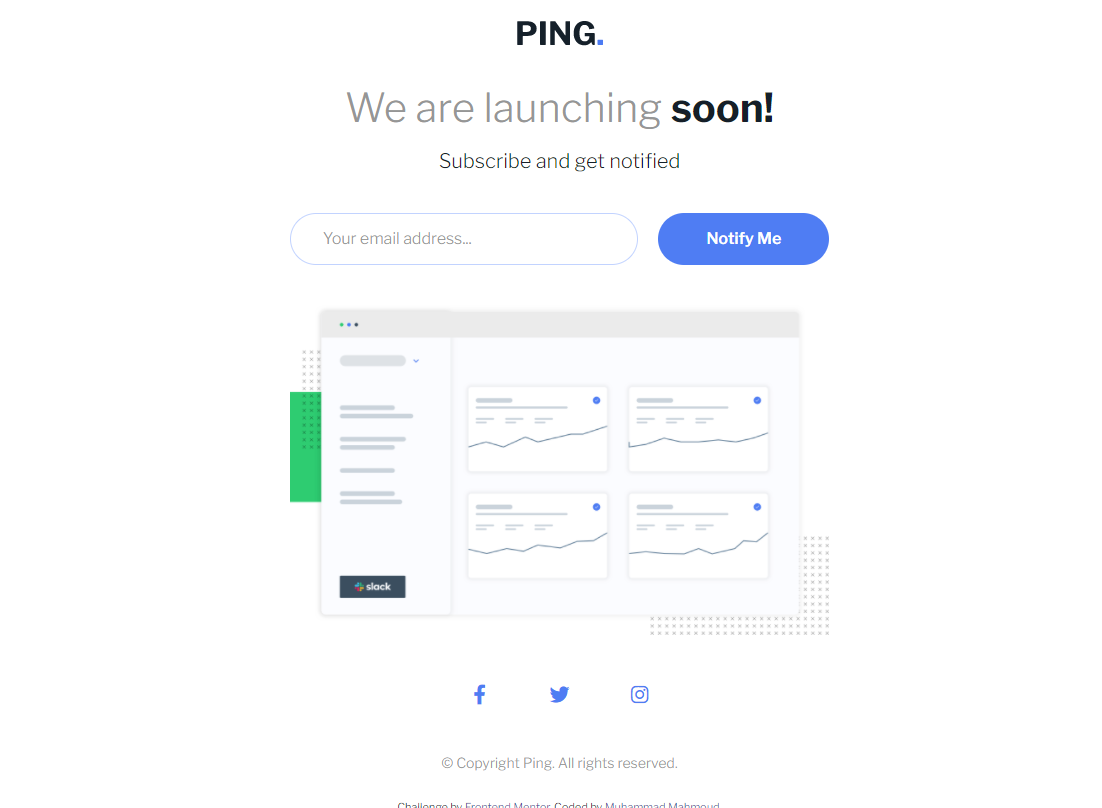 PING.
We are launching soon!
Subscribe and get notified
Your email address...
Notify Me
slack
© Copyright Ping. All rights reserved.
Challenge by Frontend Mentor. Coded by Muhammad Mahmoud.